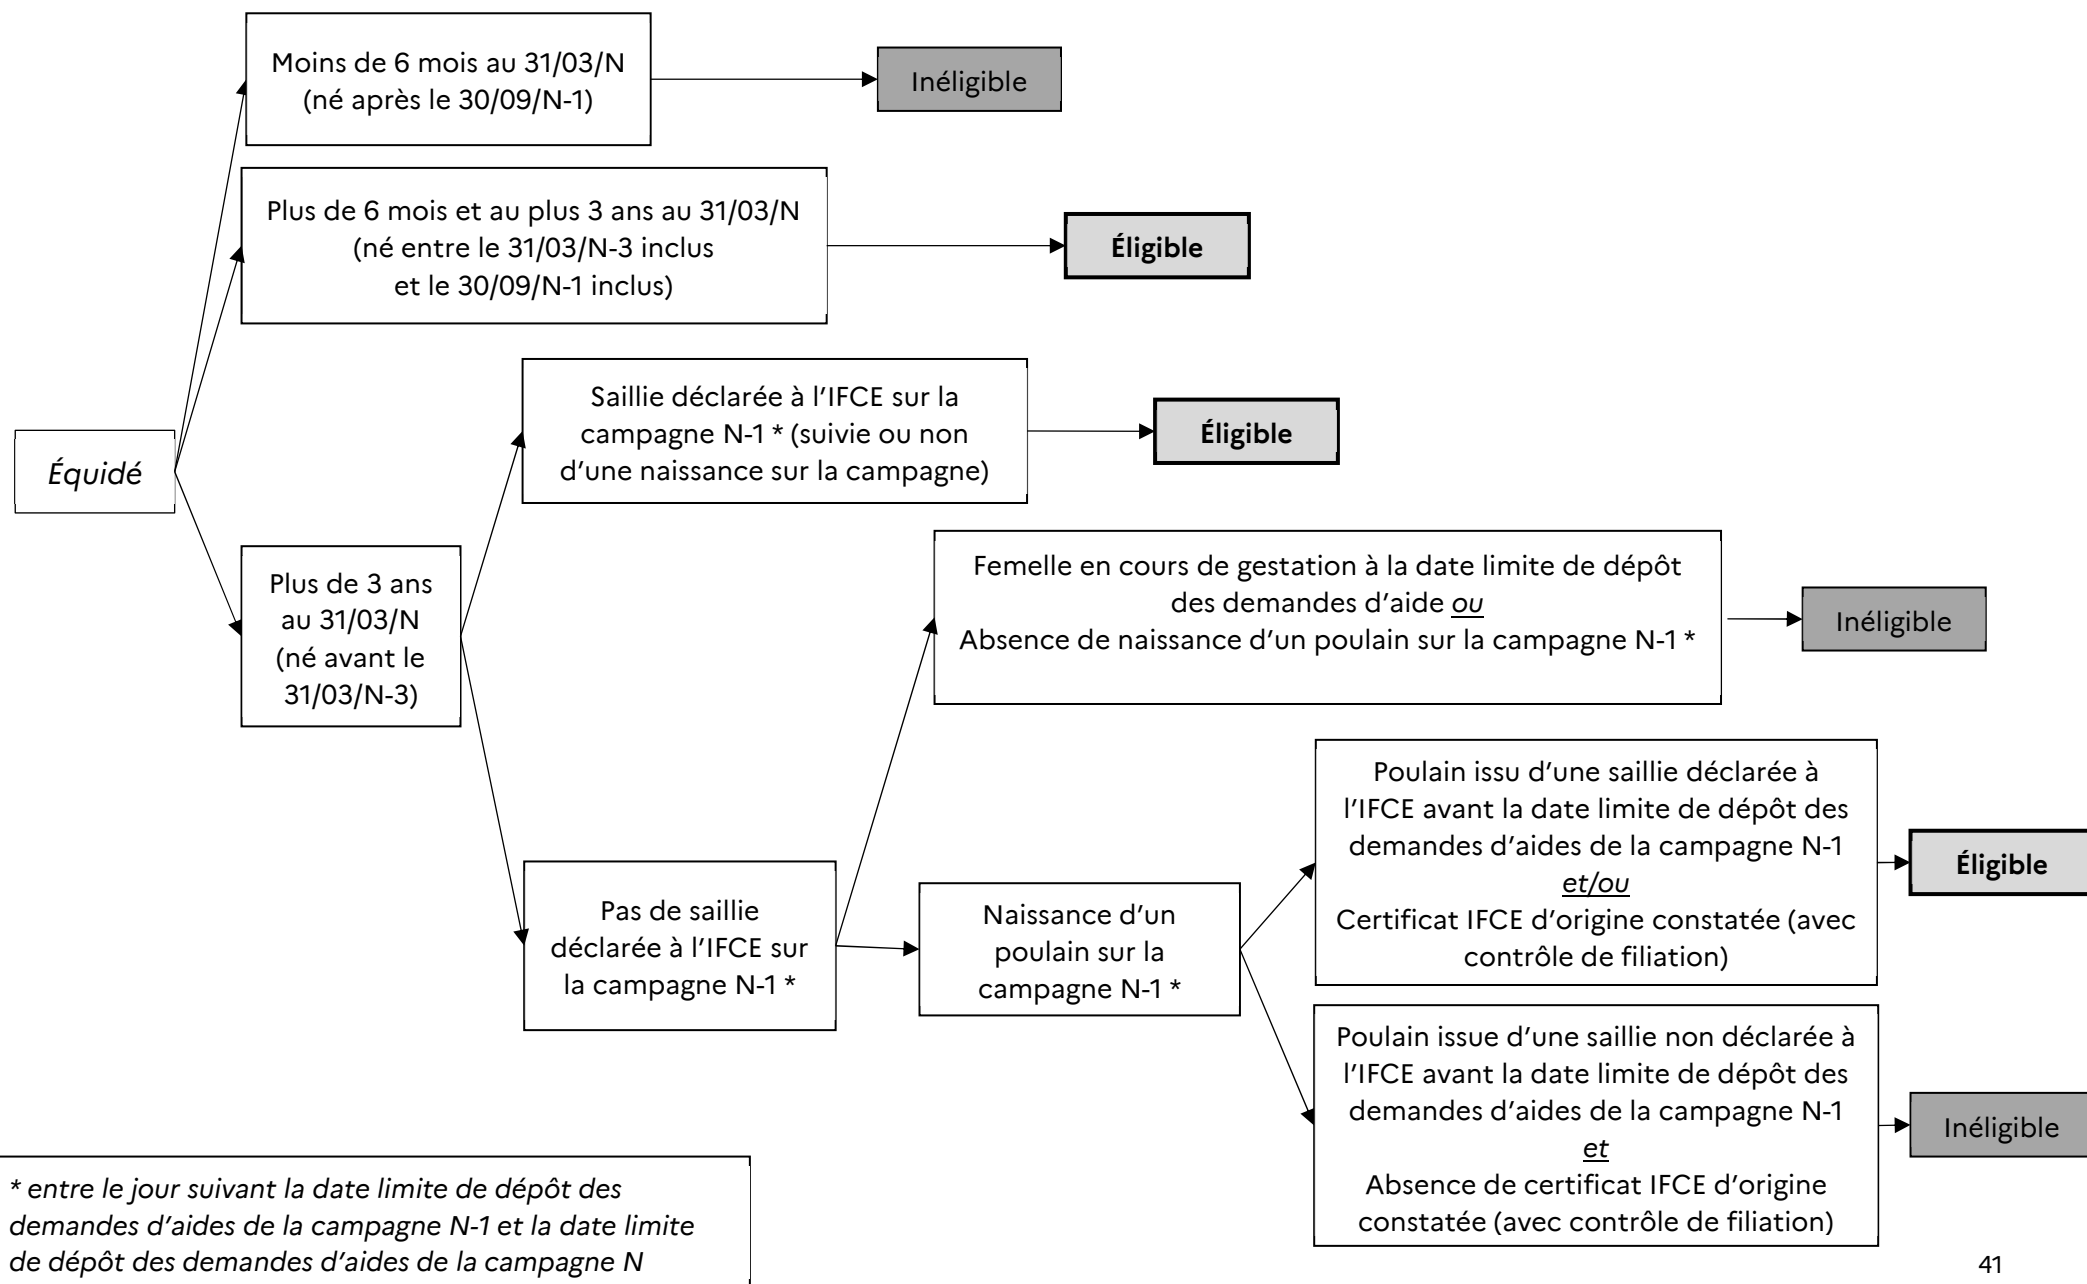 Moins de 6 mois au 31/03/N
(né après le 30/09/N-1)
Inéligible
Plus de 6 mois et au plus 3 ans au 31/03/N
(né entre le 31/03/N-3 inclus
et le 30/09/N-1 inclus)
Éligible
Équidé
Saillie déclarée à l’IFCE sur la
campagne N-1 * (suivie ou non
d’une naissance sur la campagne)
Éligible
Plus de 3 ans
au 31/03/N
(né avant le
31/03/N-3)
Femelle en cours de gestation à la date limite de dépôt
des demandes d’aide ou
Absence de naissance d’un poulain sur la campagne N-1 *
Inéligible
Pas de saillie
déclarée à l’IFCE sur
la campagne N-1 *
Naissance d’un
poulain sur la
campagne N-1 *
Poulain issu d’une saillie déclarée à
l’IFCE avant la date limite de dépôt des
demandes d’aides de la campagne N-1
et/ou
Certificat IFCE d’origine constatée (avec
contrôle de filiation)
Éligible
Poulain issue d’une saillie non déclarée à
l’IFCE avant la date limite de dépôt des
demandes d’aides de la campagne N-1
et
Absence de certificat IFCE d’origine
constatée (avec contrôle de filiation)
Inéligible
* entre le jour suivant la date limite de dépôt des
demandes d’aides de la campagne N-1 et la date limite
de dépôt des demandes d’aides de la campagne N
41